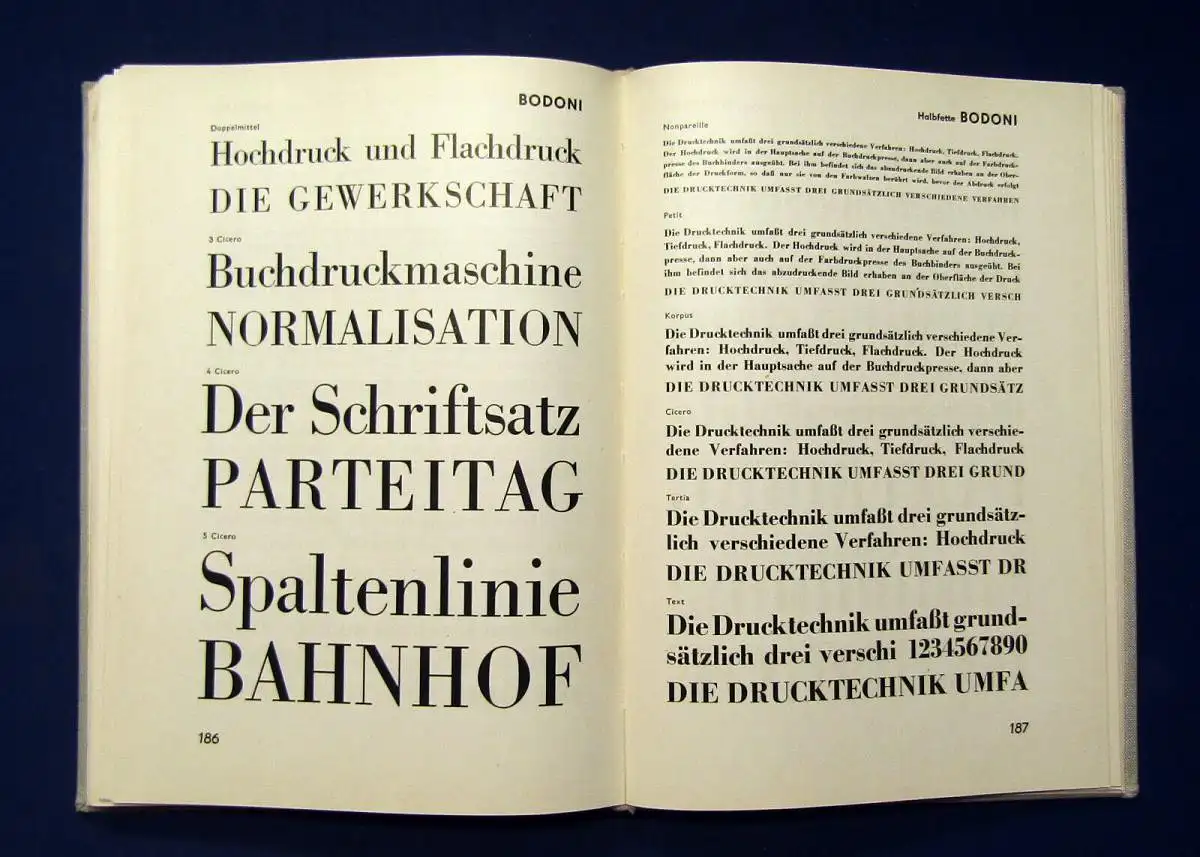 BODONI
Doppelmittel
Hochdruck und Flachdruck
DIE GEWERKSCHAFT
3 Cicero
Buchdruckmaschine
NORMALISATION
4 Cicero
Der Schriftsatz
PARTEITAG
5 Cicero
Spaltenlinie
BAHNHOF
186
Halbfette BODONI
Nonpareille
Die Drucktechnik umfaßt drei grundsätzlich verschiedene Verfahren: Hochdruck, Tiefdruck, Flachdruck.
Der Hochdruck wird in der Hauptsache auf der Buchdruckpresse, dann aber auch auf der Farbdruck-
presse des Buchbinders ausgeübt. Bei ihm befindet sich das abzudruckende Bild erhaben an der Ober-
fläche der Druckform, so daß nur sie von den Farbwalzen berührt wird, bevor der Abdruck erfolgt
DIE DRUCKTECHNIK UMFASST DREI GRUNDSÄTZLICH VERSCHIEDENE VERFAHREN
Petit
Die Drucktechnik umfaßt drei grundsätzlich verschiedene Verfahren: Hochdruck,
Tiefdruck, Flachdruck. Der Hochdruck wird in der Hauptsache auf der Buchdruck-
presse, dann aber auch auf der Farbdruckpresse des Buchbinders ausgeübt. Bei
ihm befindet sich das abzudruckende Bild erhaben an der Oberfläche der Druck
DIE DRUCKTECHNIK UMFASST DREI GRUNDSÄTZLICH VERSCH
Korpus
Die Drucktechnik umfaßt drei grundsätzlich verschiedene Ver-
fahren: Hochdruck, Tiefdruck, Flachdruck. Der Hochdruck
wird in der Hauptsache auf der Buchdruckpresse, dann aber
DIE DRUCKTECHNIK UMFASST DREI GRUNDSÄTZ
Cicero
Die Drucktechnik umfaßt drei grundsätzlich verschie-
dene Verfahren: Hochdruck, Tiefdruck, Flachdruck
DIE DRUCKTECHNIK UMFASST DREI GRUND
Tertia
Die Drucktechnik umfaßt drei grundsätz-
lich verschiedene Verfahren: Hochdruck
DIE DRUCKTECHNIK UMFASST DR
Text
Die Drucktechnik umfaßt grund-
sätzlich drei verschi 1234567890
DIE DRUCKTECHNIK UMFA
187